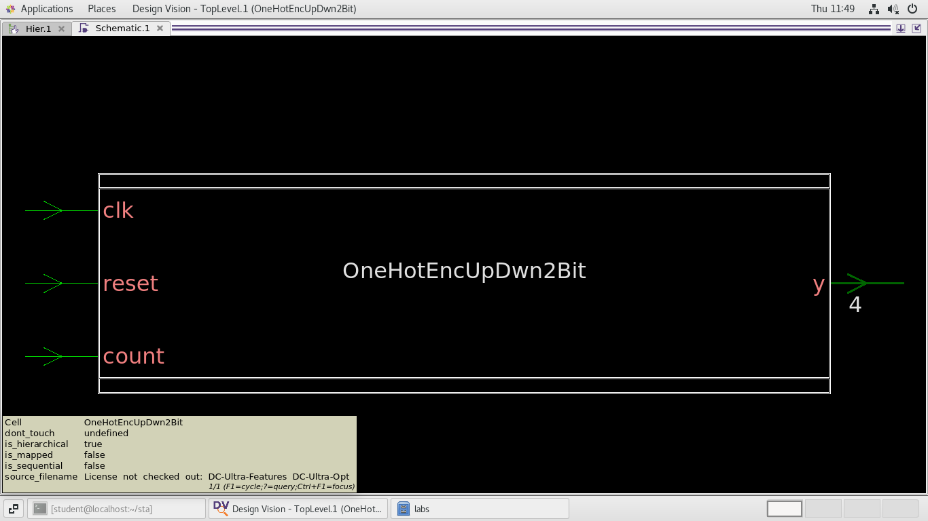 Applications Places Design Vision - TopLevel.1 (OneHotEncUpDwn2Bit) Thu 11:49
Hier.1 Schematic.1
clk
OneHotEncUpDwn2Bit
reset
y
4
count
Cell OneHotEncUpDwn2Bit
dont_touch undefined
is_hierarchical true
is_mapped false
is_sequential false
source_filename License not checked out: DC-Ultra-Features DC-Ultra-Opt
1/1 (F1=cycle;?=query;Ctrl+F1=focus)
[student@localhost:~/sta] DV Design Vision - TopLevel.1 (OneHot... labs